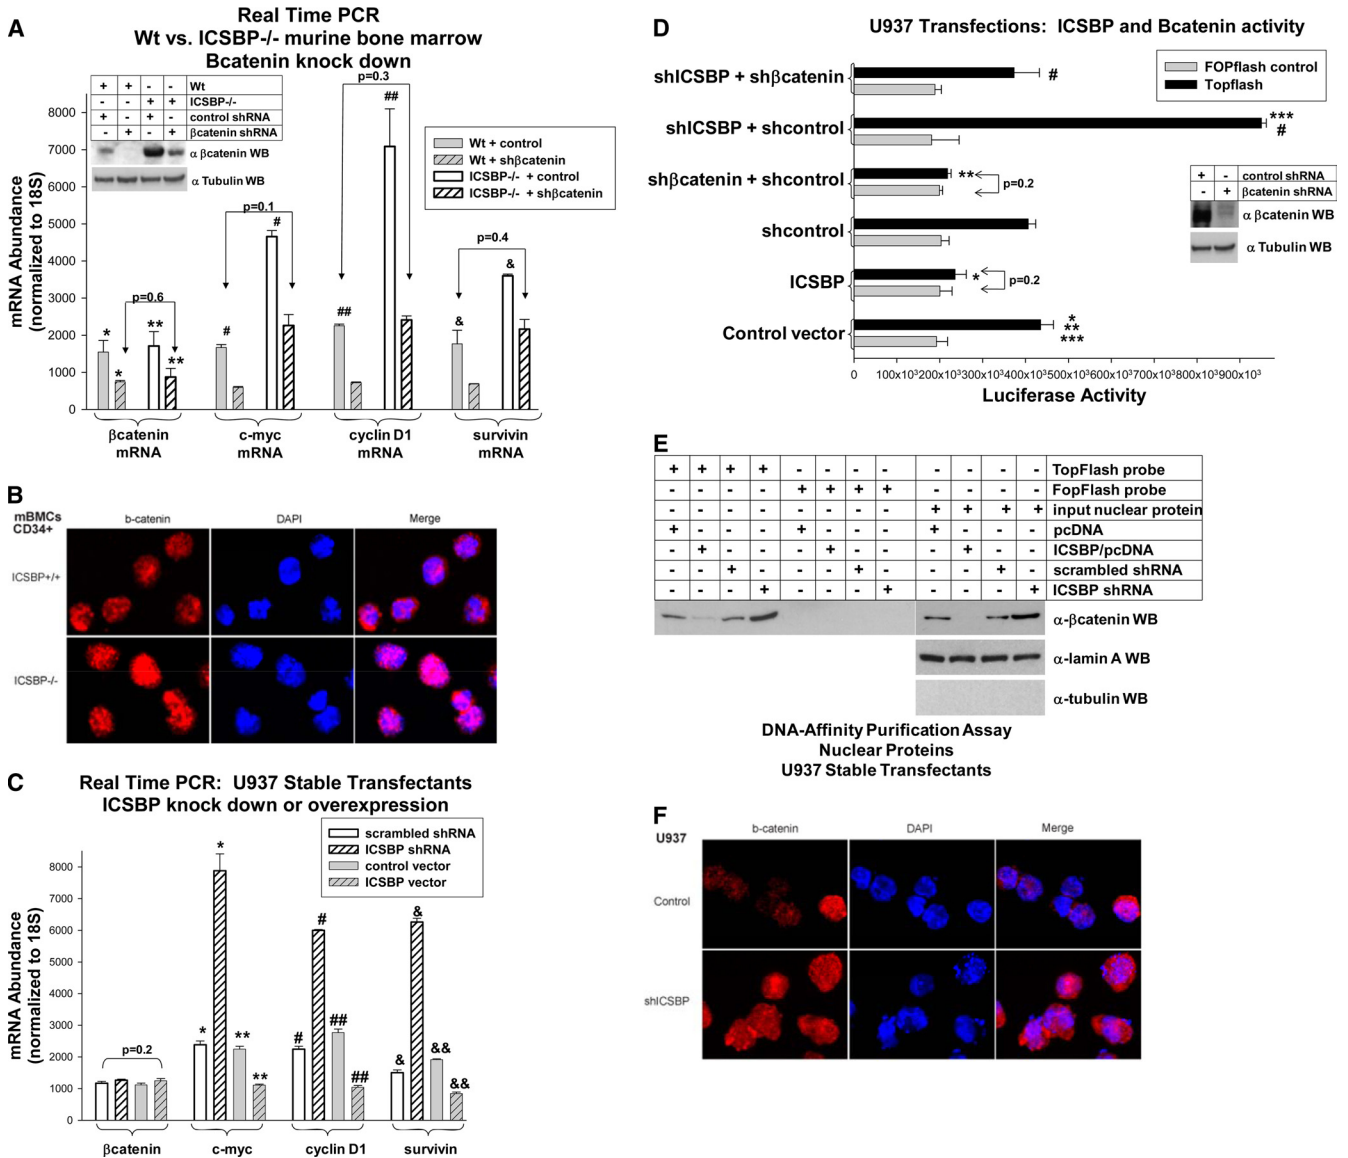 A
Real Time PCR
Wt vs. ICSBP-/- murine bone marrow
Bcatenin knock down
+ + - - Wt
- - + + ICSBP-/-
+ - + - control shRNA
- + - + βcatenin shRNA
α βcatenin WB
α Tubulin WB
p=0.3
##
Wt + control
Wt + shβcatenin
ICSBP-/- + control
ICSBP-/- + shβcatenin
p=0.1
#
p=0.4
&
p=0.6
* ** # ## &
* **
mRNA Abundance
(normalized to 18S)
8000
7000
6000
5000
4000
3000
2000
1000
0
βcatenin mRNA
c-myc mRNA
cyclin D1 mRNA
survivin mRNA
B
mBMCs
CD34+
b-catenin DAPI Merge
ICSBP+/+
ICSBP-/-
C
Real Time PCR: U937 Stable Transfectants
ICSBP knock down or overexpression
scrambled shRNA
ICSBP shRNA
control vector
ICSBP vector
mRNA Abundance
(normalized to 18S)
8000
7000
6000
5000
4000
3000
2000
1000
0
p=0.2
* * ** **
# # ## ##
& & && &&
βcatenin c-myc cyclin D1 survivin
D
U937 Transfections: ICSBP and Bcatenin activity
FOPflash control
Topflash
shICSBP + shβcatenin
#
shICSBP + shcontrol
***
#
shβcatenin + shcontrol
**
p=0.2
shcontrol
ICSBP
*
p=0.2
Control vector
*
**
***
0 100x10³ 200x10³ 300x10³ 400x10³ 500x10³ 600x10³ 700x10³ 800x10³ 900x10³
Luciferase Activity
+ - control shRNA
- + βcatenin shRNA
α βcatenin WB
α Tubulin WB
E
+ + + + - - - - - - - - TopFlash probe
- - - - + + + + - - - - FopFlash probe
- - - - - - - - + + + + input nuclear protein
+ - - - + - - - + - - - pcDNA
- + - - - + - - - + - - ICSBP/pcDNA
- - + - - - + - - - + - scrambled shRNA
- - - + - - - + - - - + ICSBP shRNA
α-βcatenin WB
α-lamin A WB
α-tubulin WB
DNA-Affinity Purification Assay
Nuclear Proteins
U937 Stable Transfectants
F
U937
b-catenin DAPI Merge
Control
shICSBP